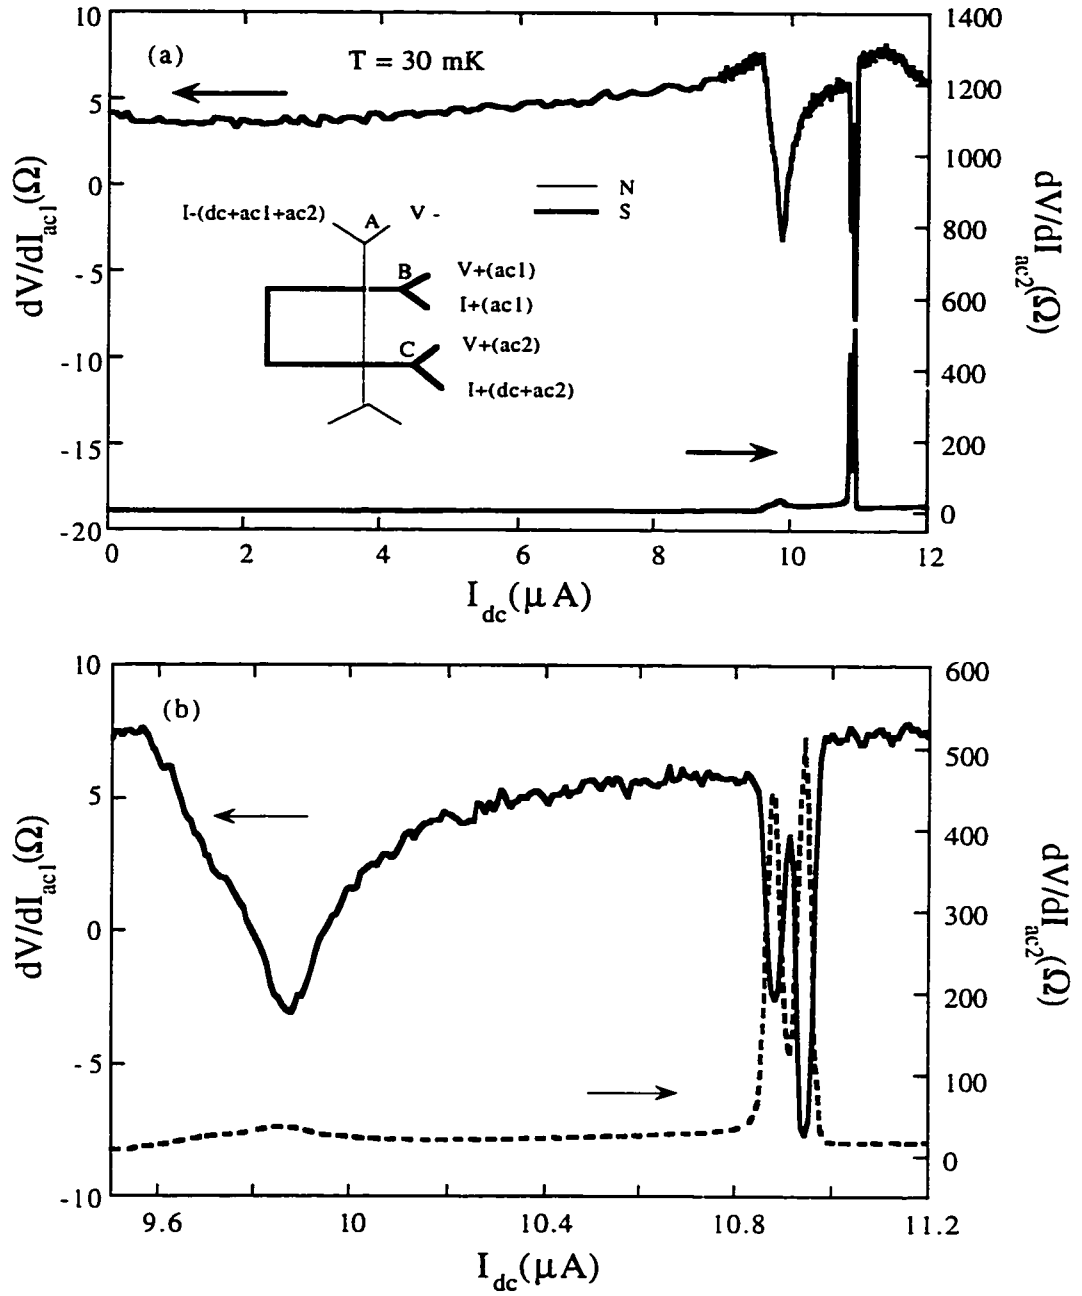 10
1400
(a)
T = 30 mK
5
1200
0
1000
N
S
I-(dc+ac1+ac2)
A
V -
800
B
V+(ac1)
-5
I+(ac1)
600
V+(ac2)
C
-10
I+(dc+ac2)
400
-15
200
-20
0
0
2
4
6
8
10
12
dV/dI_ac1(Ω)
dV/dI_ac2(Ω)
I_dc(μA)
10
600
(b)
500
5
400
0
300
200
-5
100
0
-10
9.6
10
10.4
10.8
11.2
dV/dI_ac1(Ω)
dV/dI_ac2(Ω)
I_dc(μA)